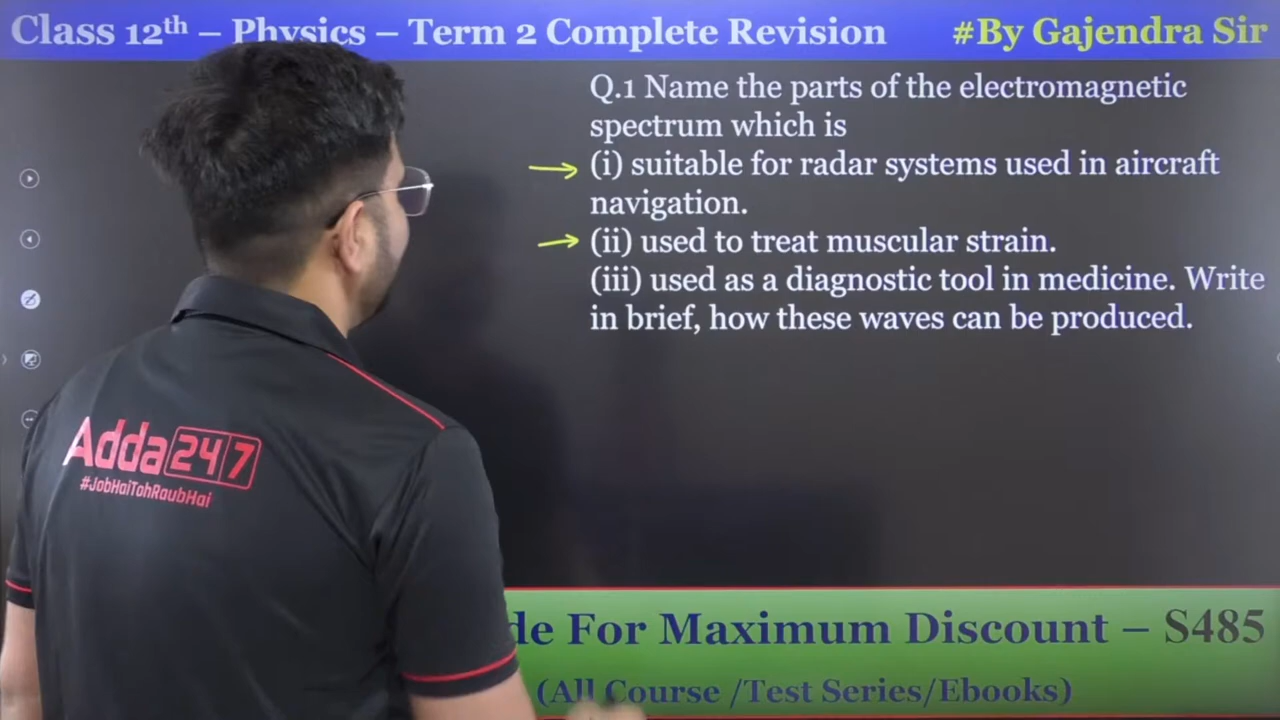 Class 12th – Physics – Term 2 Complete Revision #By Gajendra Sir
Q.1 Name the parts of the electromagnetic
spectrum which is
(i) suitable for radar systems used in aircraft
navigation.
(ii) used to treat muscular strain.
(iii) used as a diagnostic tool in medicine. Write
in brief, how these waves can be produced.
Adda247
#JobHaiTohRaubHai
For Maximum Discount – S485
(All Course /Test Series/Ebooks)